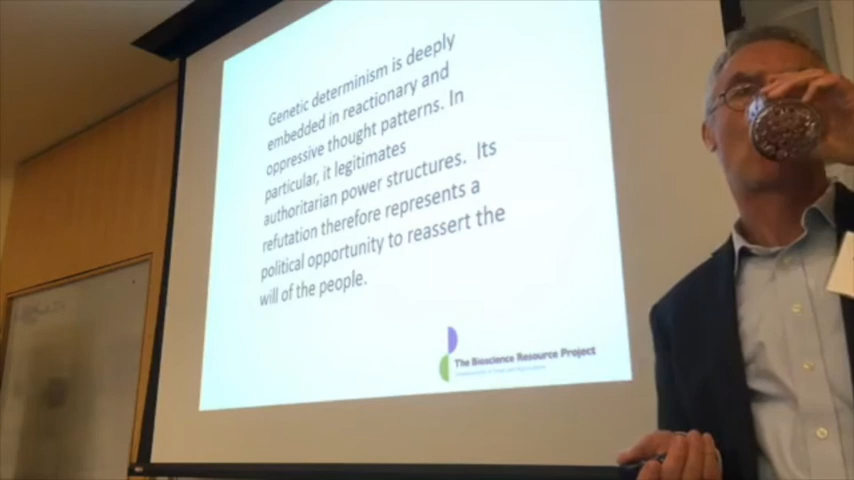 Genetic determinism is deeply
embedded in reactionary and
oppressive thought patterns. In
particular, it legitimates
authoritarian power structures. Its
refutation therefore represents a
political opportunity to reassert the
will of the people.
The Bioscience Resource Project